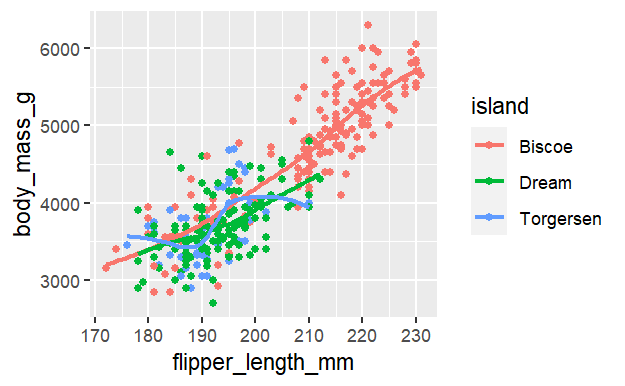 body_mass_g
6000
5000
4000
3000
170 180 190 200 210 220 230
flipper_length_mm
island
Biscoe
Dream
Torgersen